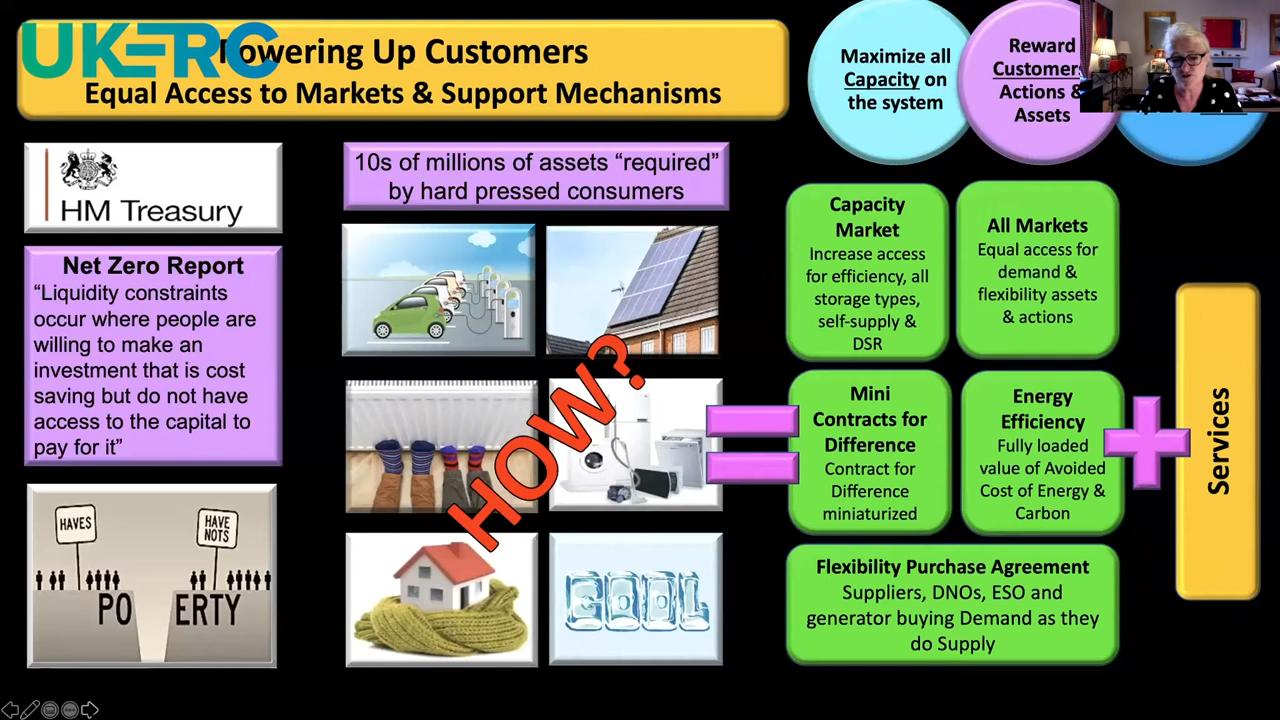 UKERC
Powering Up Customers
Equal Access to Markets & Support Mechanisms
Maximize all
Capacity on
the system
Reward
Customers
Actions &
Assets
HM Treasury
Net Zero Report
“Liquidity constraints
occur where people are
willing to make an
investment that is cost
saving but do not have
access to the capital to
pay for it”
HAVES
HAVE
NOTS
PO ERTY
10s of millions of assets “required”
by hard pressed consumers
HOW?
COOL
Capacity
Market
Increase access
for efficiency, all
storage types,
self-supply &
DSR
All Markets
Equal access for
demand &
flexibility assets
& actions
Mini
Contracts for
Difference
Contract for
Difference
miniaturized
Energy
Efficiency
Fully loaded
value of Avoided
Cost of Energy &
Carbon
Flexibility Purchase Agreement
Suppliers, DNOs, ESO and
generator buying Demand as they
do Supply
Services